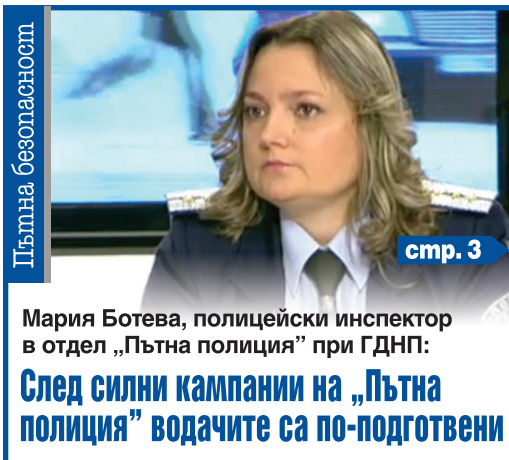 Пътна безопасност
стр. 3
Мария Ботева, полицейски инспектор
в отдел „Пътна полиция” при ГДНП:
След силни кампании на „Пътна
полиция” водачите са по-подготвени